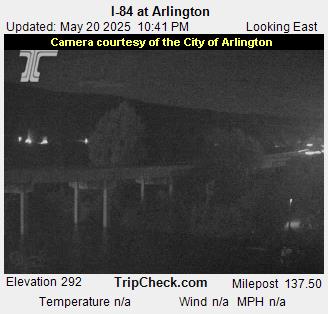 I-84 at Arlington
Updated: May 20 2025 10:41 PM Looking East
Camera courtesy of the City of Arlington
Elevation 292 TripCheck.com Milepost 137.50
Temperature n/a Wind n/a MPH n/a